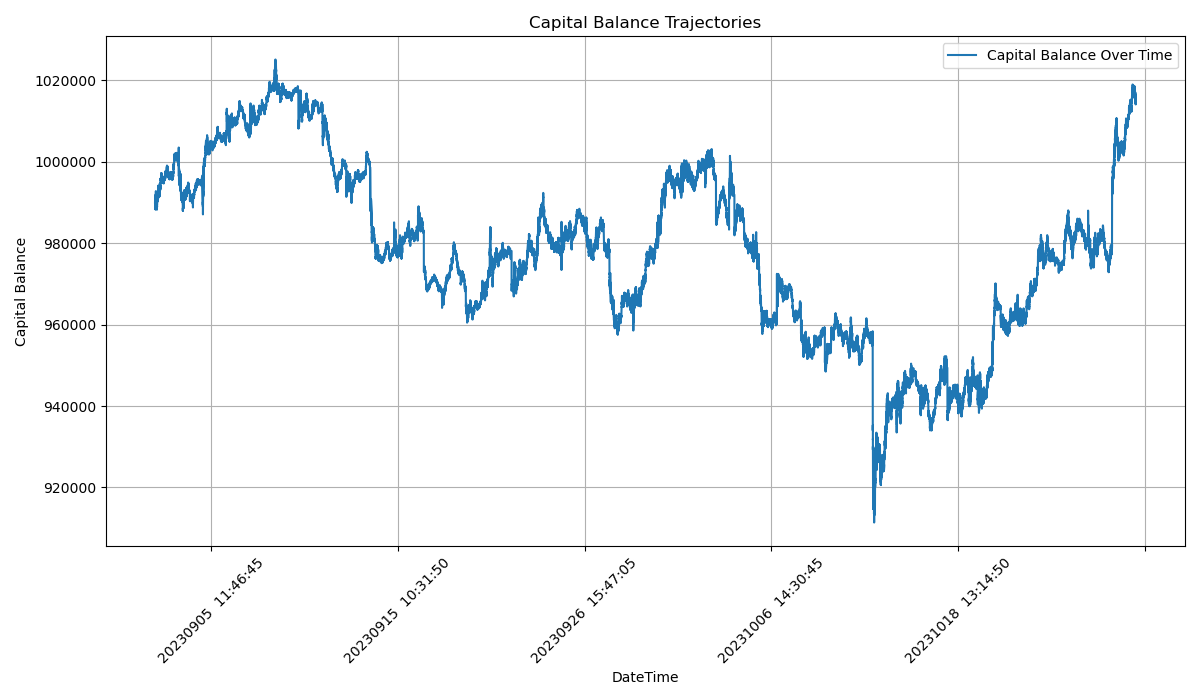 Capital Balance Trajectories
Capital Balance Over Time
Capital Balance
1020000
1000000
980000
960000
940000
920000
20230905 11:46:45
20230915 10:31:50
20230926 15:47:05
20231006 14:30:45
20231018 13:14:50
DateTime